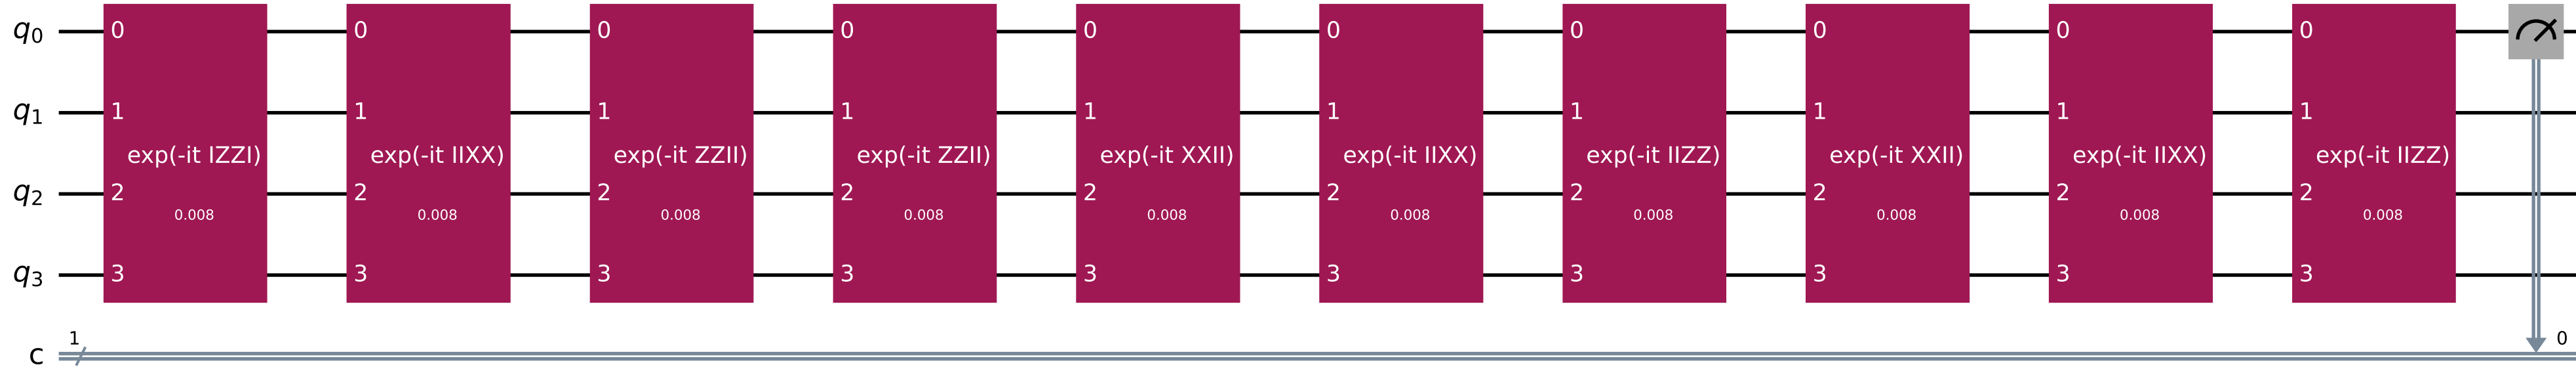 q0 0 0 0 0 0 0 0 0 0 0
q1 1 1 1 1 1 1 1 1 1 1
exp(-it IZZI) exp(-it IIXX) exp(-it ZZII) exp(-it ZZII) exp(-it XXII) exp(-it IIXX) exp(-it IIZZ) exp(-it XXII) exp(-it IIXX) exp(-it IIZZ)
q2 2 2 2 2 2 2 2 2 2 2
0.008 0.008 0.008 0.008 0.008 0.008 0.008 0.008 0.008 0.008
q3 3 3 3 3 3 3 3 3 3 3
1 0
c